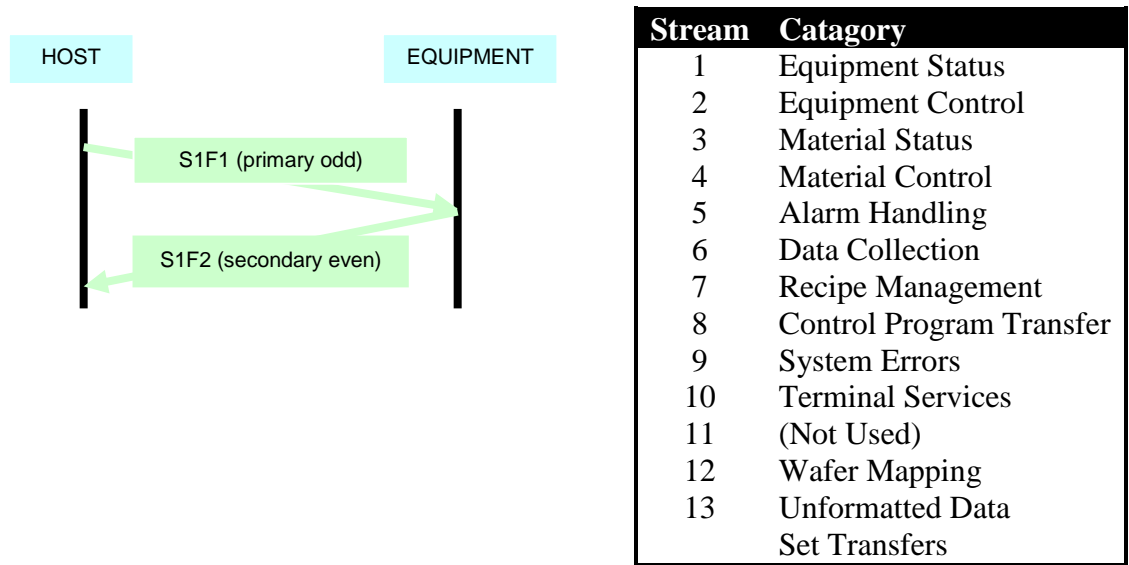 HOST
EQUIPMENT
S1F1 (primary odd)
S1F2 (secondary even)
Stream Catagory
1 Equipment Status
2 Equipment Control
3 Material Status
4 Material Control
5 Alarm Handling
6 Data Collection
7 Recipe Management
8 Control Program Transfer
9 System Errors
10 Terminal Services
11 (Not Used)
12 Wafer Mapping
13 Unformatted Data
Set Transfers